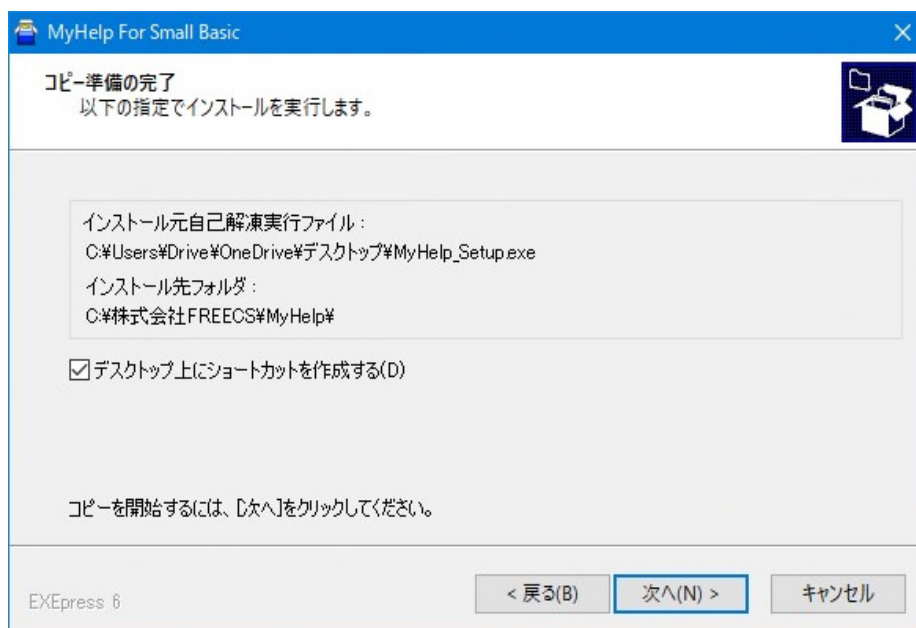 MyHelp For Small Basic
コピー準備の完了
以下の指定でインストールを実行します。
インストール元自己解凍実行ファイル：
C:¥Users¥Drive¥OneDrive¥デスクトップ¥MyHelp_Setup.exe
インストール先フォルダ：
C:¥株式会社FREECS¥MyHelp¥
デスクトップ上にショートカットを作成する(D)
コピーを開始するには、[次へ]をクリックしてください。
EXEpress 6
< 戻る(B)
次へ(N) >
キャンセル